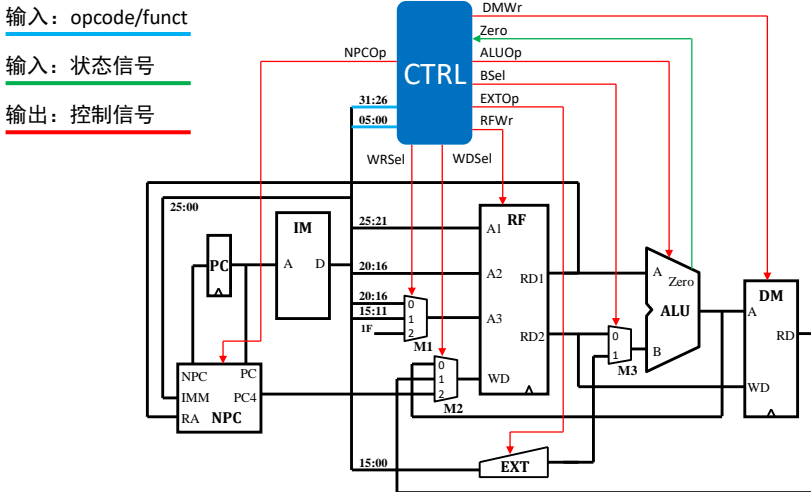 输入：opcode/funct
输入：状态信号
输出：控制信号
DMWr
Zero
NPCOp
ALUOp
CTRL
BSel
EXTOp
31:26
RFWr
05:00
WRSel
WDSel
25:00
IM
RF
25:21
A1
PC
A
D
20:16
A2
RD1
A
Zero
DM
20:16
0
15:11
1
A3
ALU
A
1F
2
M1
RD2
0
RD
1
B
M3
NPC
PC
0
IMM
PC4
1
WD
WD
2
RA
NPC
M2
15:00
EXT